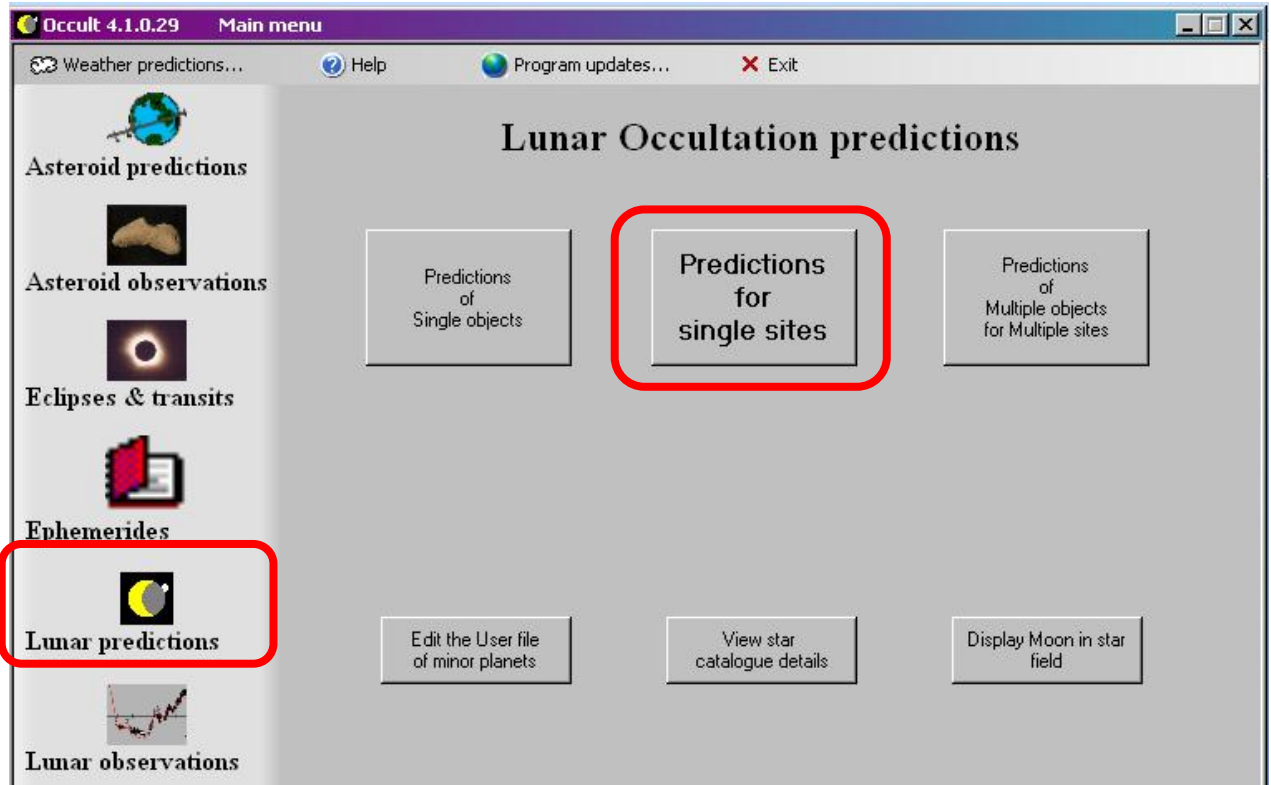 Occult 4.1.0.29 Main menu
Weather predictions... Help Program updates... Exit
Asteroid predictions
Asteroid observations
Eclipses & transits
Ephemerides
Lunar predictions
Lunar observations
Lunar Occultation predictions
Predictions
of
Single objects
Predictions
for
single sites
Predictions
of
Multiple objects
for Multiple sites
Edit the User file
of minor planets
View star
catalogue details
Display Moon in star
field